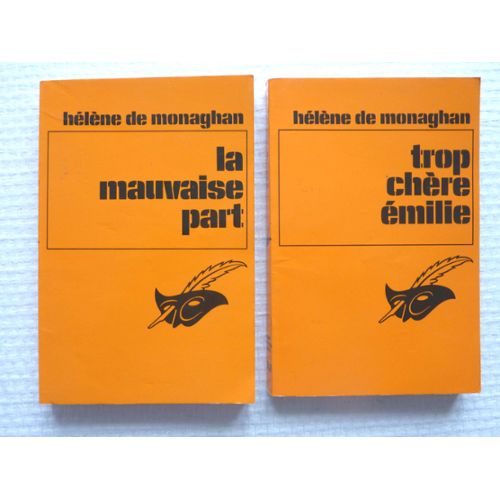 hélène de monaghan
la
mauvaise
part
hélène de monaghan
trop
chère
émilie